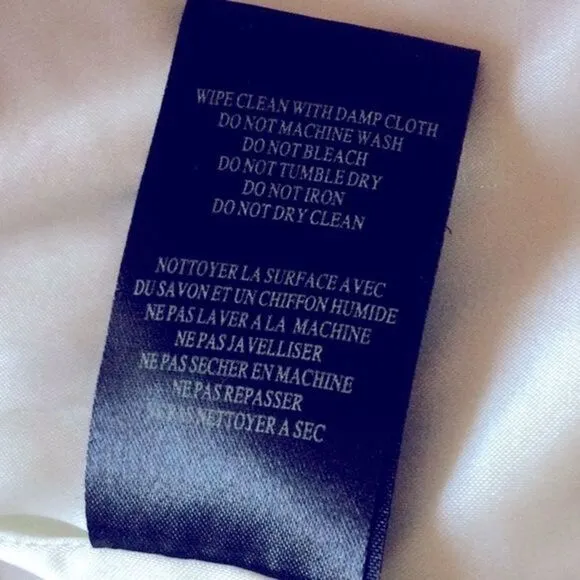 WIPE CLEAN WITH DAMP CLOTH
DO NOT MACHINE WASH
DO NOT BLEACH
DO NOT TUMBLE DRY
DO NOT IRON
DO NOT DRY CLEAN
NOTTOYER LA SURFACE AVEC
DU SAVON ET UN CHIFFON HUMIDE
NE PAS LAVER A LA MACHINE
NE PAS JAVELLISER
NE PAS SECHER EN MACHINE
NE PAS REPASSER
NE PAS NETTOYER A SEC